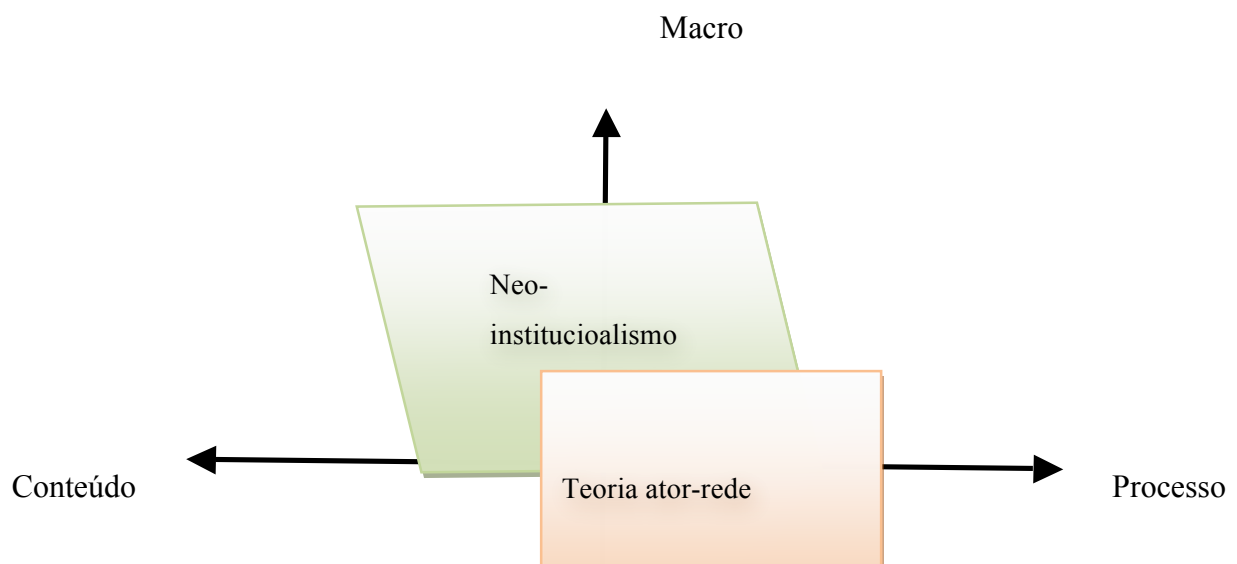 Macro
Neo-
institucioalismo
Conteúdo
Teoria ator-rede
Processo